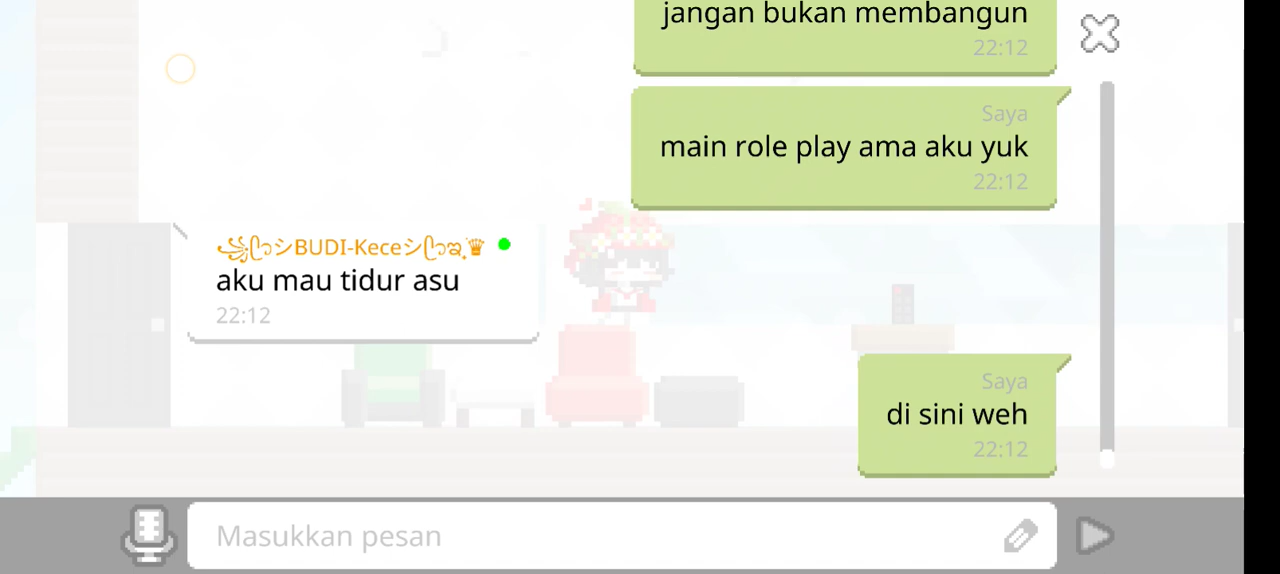 jangan bukan membangun
22:12
Saya
main role play ama aku yuk
22:12
BUDI-Kece
aku mau tidur asu
22:12
Saya
di sini weh
22:12
Masukkan pesan